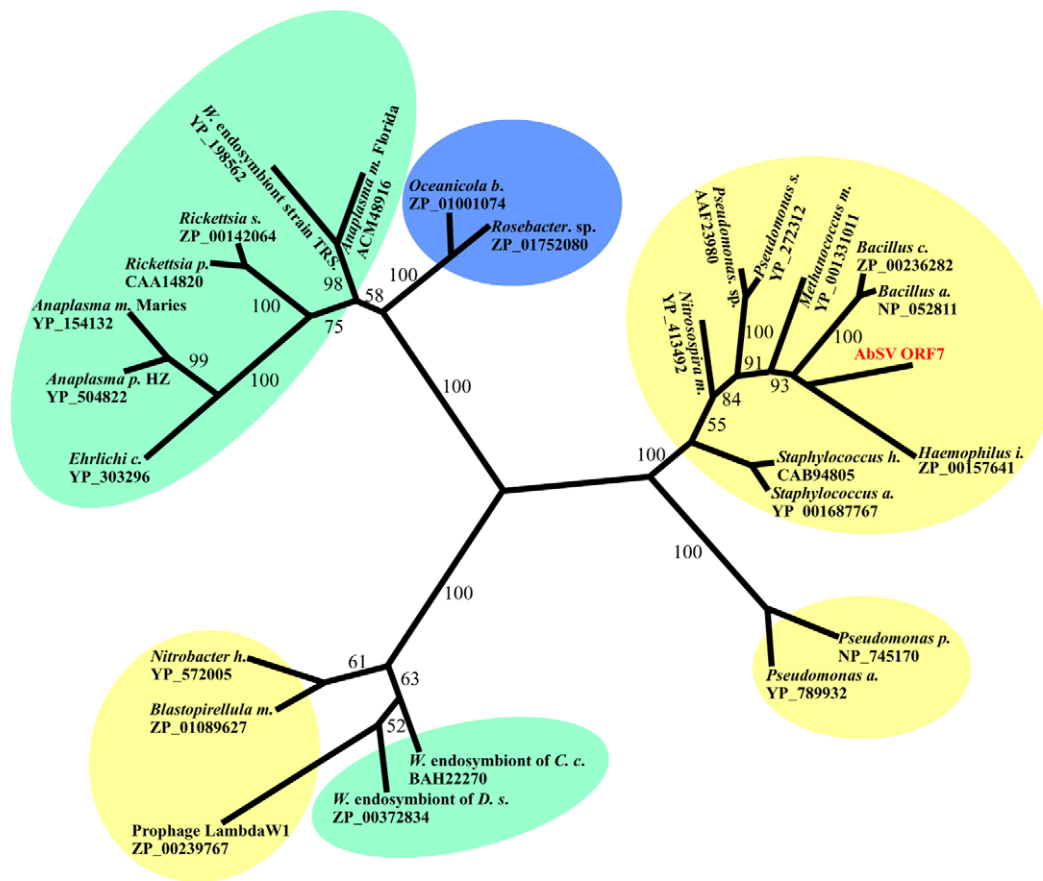 W. endosymbiont strain TRS.
YP_198562
Anaplasma m. Florida
ACM48916
Rickettsia s.
ZP_00142064
Rickettsia p.
CAA14820
Anaplasma m. Maries
YP_154132
Anaplasma p. HZ
YP_504822
Ehrlichi c.
YP_303296
98
58
75
100
99
100
Oceanicola b.
ZP_01001074
Rosebacter. sp.
ZP_01752080
100
100
Pseudomonas. sp.
AAF23980
Pseudomonas s.
YP_272312
Methanococcus m.
YP_001331011
Bacillus c.
ZP_00236282
Bacillus a.
NP_052811
AbSV ORF7
Nitrosospira m.
YP_413492
Haemophilus i.
ZP_00157641
Staphylococcus h.
CAB94805
Staphylococcus a.
YP_001687767
100
100
91
93
84
55
100
100
Pseudomonas p.
NP_745170
Pseudomonas a.
YP_789932
100
Nitrobacter h.
YP_572005
Blastopirellula m.
ZP_01089627
61
63
52
W. endosymbiont of C. c.
BAH22270
W. endosymbiont of D. s.
ZP_00372834
Prophage LambdaW1
ZP_00239767